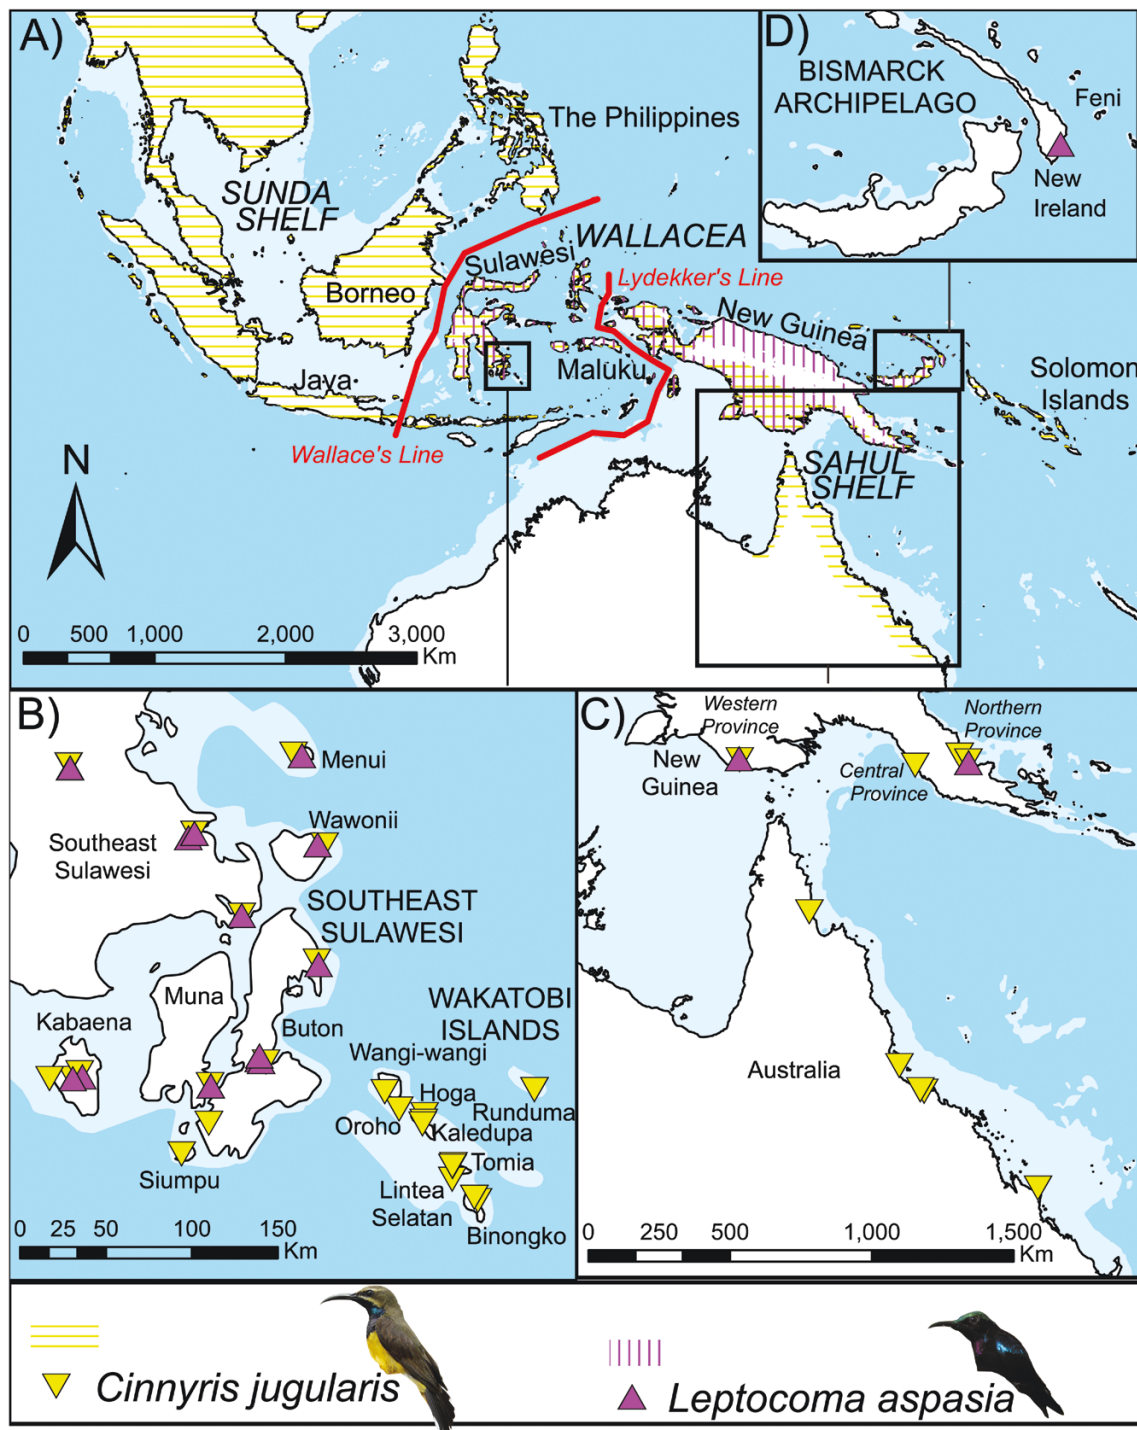 A)
The Philippines
SUNDA
SHELF
WALLACEA
Sulawesi
Borneo
Lydekker's Line
New Guinea
Maluku
Java
Wallace's Line
Solomon
Islands
SAHUL
SHELF
N
0 500 1,000 2,000 3,000
Km
D)
BISMARCK
ARCHIPELAGO
Feni
New
Ireland
B)
Menui
Wawonii
Southeast
Sulawesi
SOUTHEAST
SULAWESI
Muna
Kabaena
Buton
WAKATOBI
ISLANDS
Wangi-wangi
Hoga
Runduma
Oroho
Kaledupa
Tomia
Siumpu
Lintea
Selatan
Binongko
0 25 50 100 150
Km
C)
Western
Province
Northern
Province
New
Guinea
Central
Province
Australia
0 250 500 1,000 1,500
Km
Cinnyris jugularis
Leptocoma aspasia